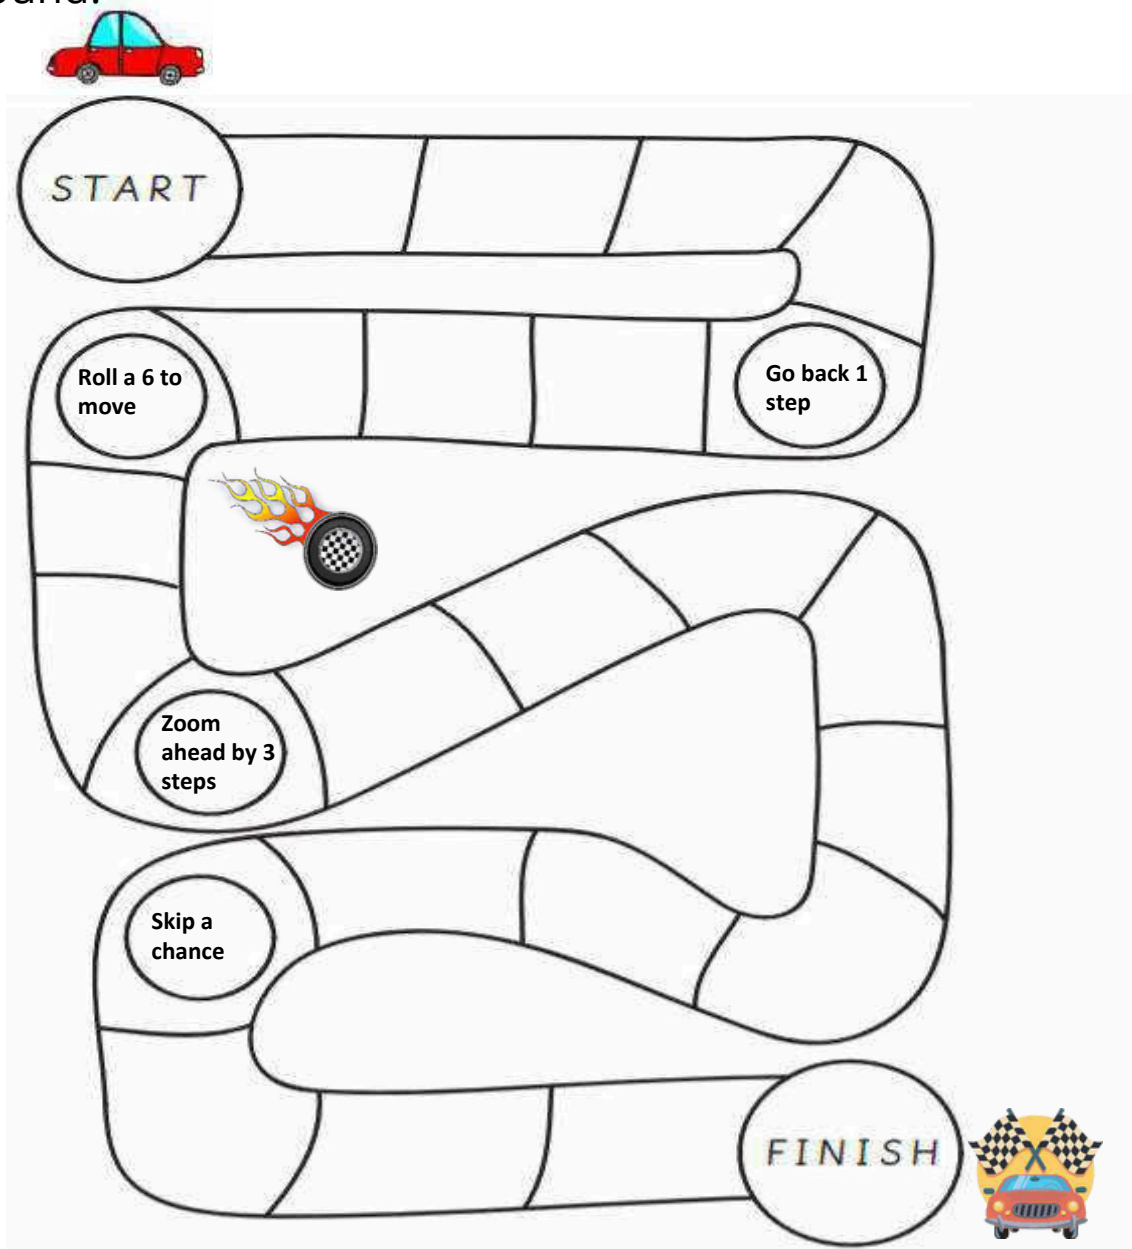 START
Roll a 6 to
move
Go back 1
step
Zoom
ahead by 3
steps
Skip a
chance
FINISH